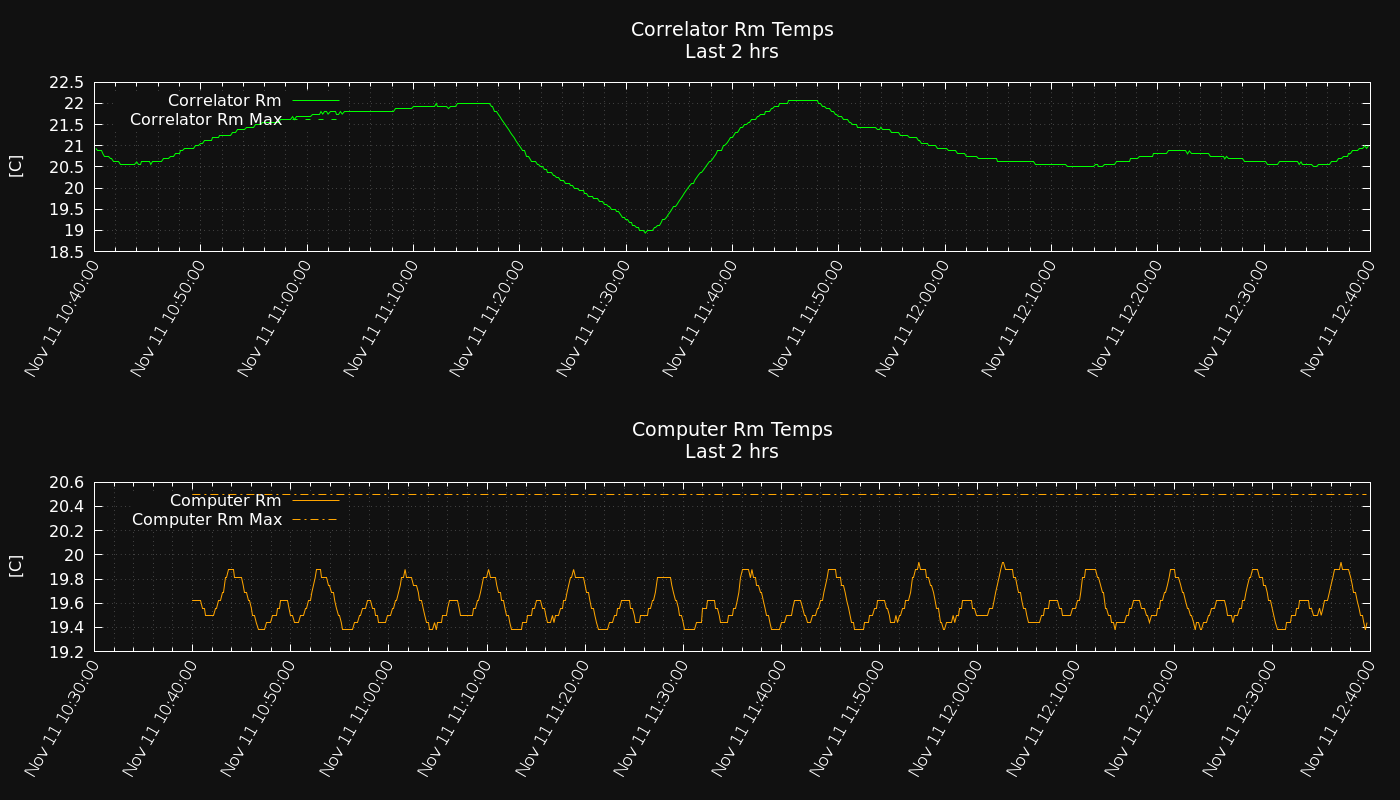 Correlator Rm Temps
Last 2 hrs
Correlator Rm
Correlator Rm Max
[C]
22.5
22
21.5
21
20.5
20
19.5
19
18.5
Nov 11 10:40:00
Nov 11 10:50:00
Nov 11 11:00:00
Nov 11 11:10:00
Nov 11 11:20:00
Nov 11 11:30:00
Nov 11 11:40:00
Nov 11 11:50:00
Nov 11 12:00:00
Nov 11 12:10:00
Nov 11 12:20:00
Nov 11 12:30:00
Nov 11 12:40:00
Computer Rm Temps
Last 2 hrs
Computer Rm
Computer Rm Max
[C]
20.6
20.4
20.2
20
19.8
19.6
19.4
19.2
Nov 11 10:30:00
Nov 11 10:40:00
Nov 11 10:50:00
Nov 11 11:00:00
Nov 11 11:10:00
Nov 11 11:20:00
Nov 11 11:30:00
Nov 11 11:40:00
Nov 11 11:50:00
Nov 11 12:00:00
Nov 11 12:10:00
Nov 11 12:20:00
Nov 11 12:30:00
Nov 11 12:40:00